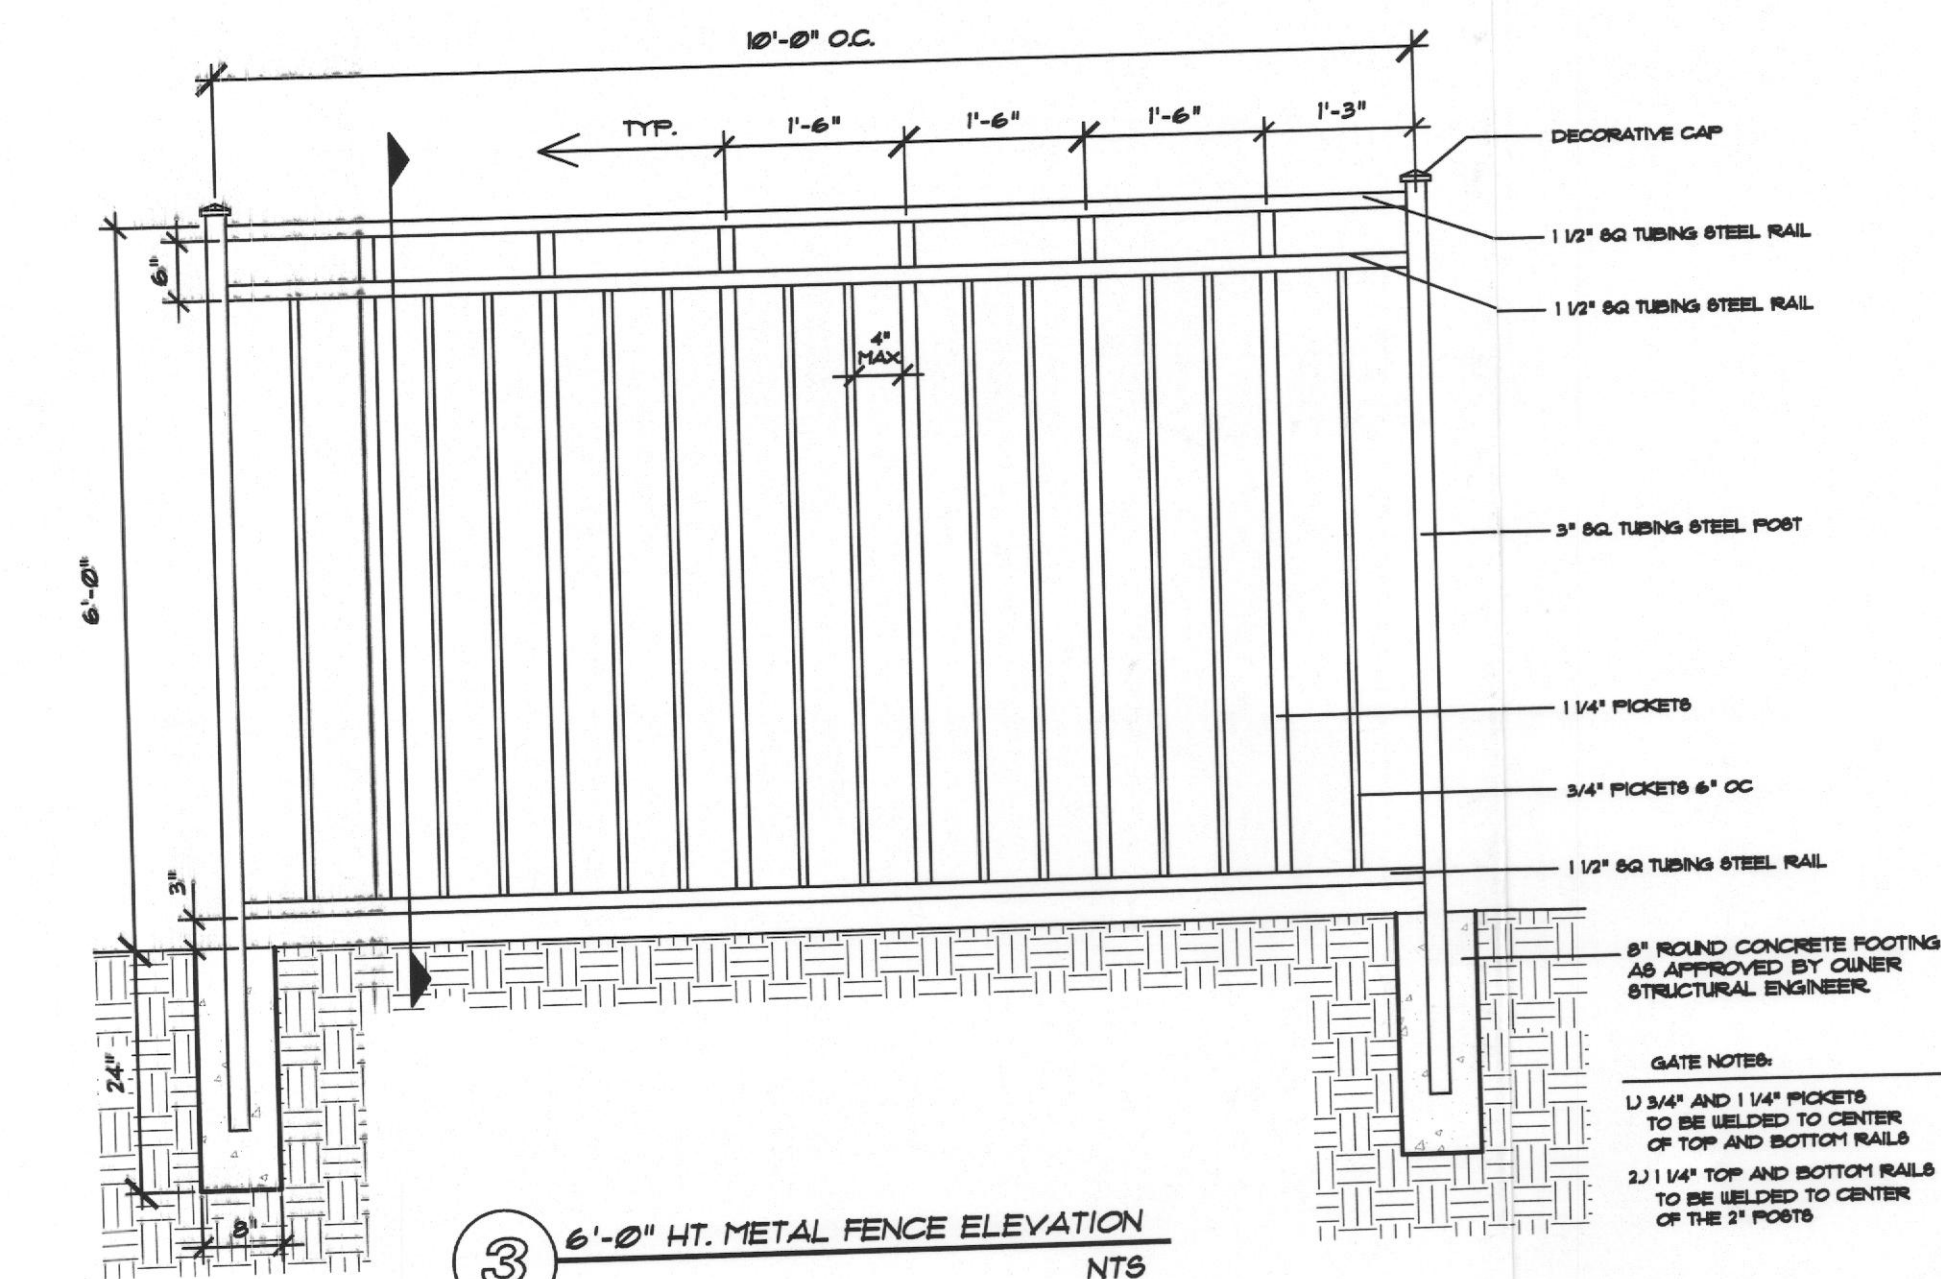 10'-0" O.C.
TYP.
1'-6"
1'-6"
1'-6"
1'-3"
DECORATIVE CAP
1 1/2" SQ TUBING STEEL RAIL
1 1/2" SQ TUBING STEEL RAIL
6"
4"
MAX
3" SQ. TUBING STEEL POST
6'-0"
1 1/4" PICKETS
3/4" PICKETS 6" OC
1 1/2" SQ TUBING STEEL RAIL
3"
8" ROUND CONCRETE FOOTING
AS APPROVED BY OWNER
STRUCTURAL ENGINEER.
24"
GATE NOTES:
1.) 3/4" AND 1 1/4" PICKETS
TO BE WELDED TO CENTER
OF TOP AND BOTTOM RAILS
2.) 1 1/4" TOP AND BOTTOM RAILS
TO BE WELDED TO CENTER
OF THE 2" POSTS
8"
3
6'-0" HT. METAL FENCE ELEVATION
NTS